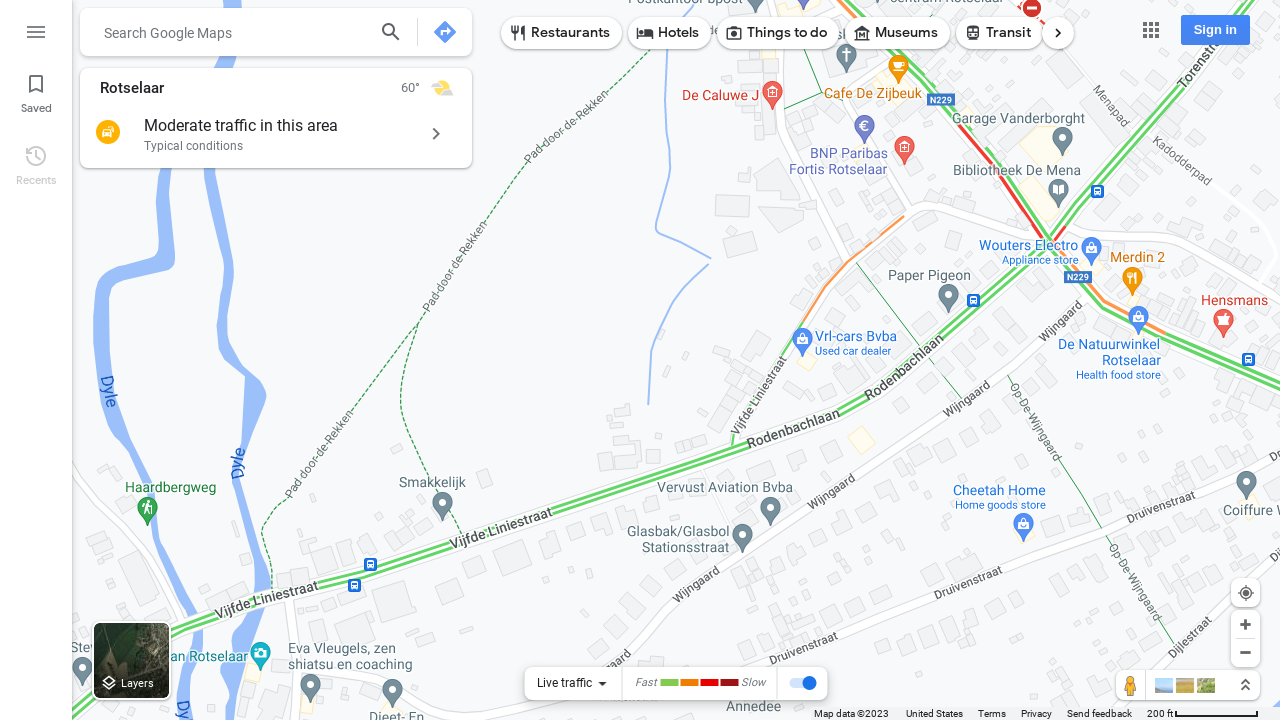 Search Google Maps
Restaurants
Hotels
Things to do
Museums
Transit
Sign in
Saved
Recents
Rotselaar
60°
Moderate traffic in this area
Typical conditions
De Caluwe J
Cafe De Zijbeuk
N229
Torenstr
Menapad
Kadodderpad
Garage Vanderborght
BNP Paribas
Fortis Rotselaar
Bibliotheek De Mena
Pad-door-de-Rekken
Pad-door-de-Rekken
Pad-door-de-Rekken
Wouters Electro
Appliance store
Merdin 2
N229
Paper Pigeon
Hensmans
Vrl-cars Bvba
Used car dealer
Wijngaard
De Natuurwinkel
Rotselaar
Health food store
Dyle
Dyle
Vijfde Liniestraat
Rodenbachlaan
Rodenbachlaan
Wijngaard
Op-De-Wijngaard
Haardbergweg
Smakkelijk
Vervust Aviation Bvba
Wijngaard
Cheetah Home
Home goods store
Druivenstraat
Coiffure W
Glasbak/Glasbol
Stationsstraat
Vijfde Liniestraat
Vijfde Liniestraat
Wijngaard
Druivenstraat
Op-De-Wijngaard
Druivenstraat
Dijlestraat
an Rotselaar
Eva Vleugels, zen
shiatsu en coaching
Layers
Live traffic
Fast
Slow
Annedee
Dieet- En
Map data ©2023
United States
Terms
Privacy
Send feedback
200 ft